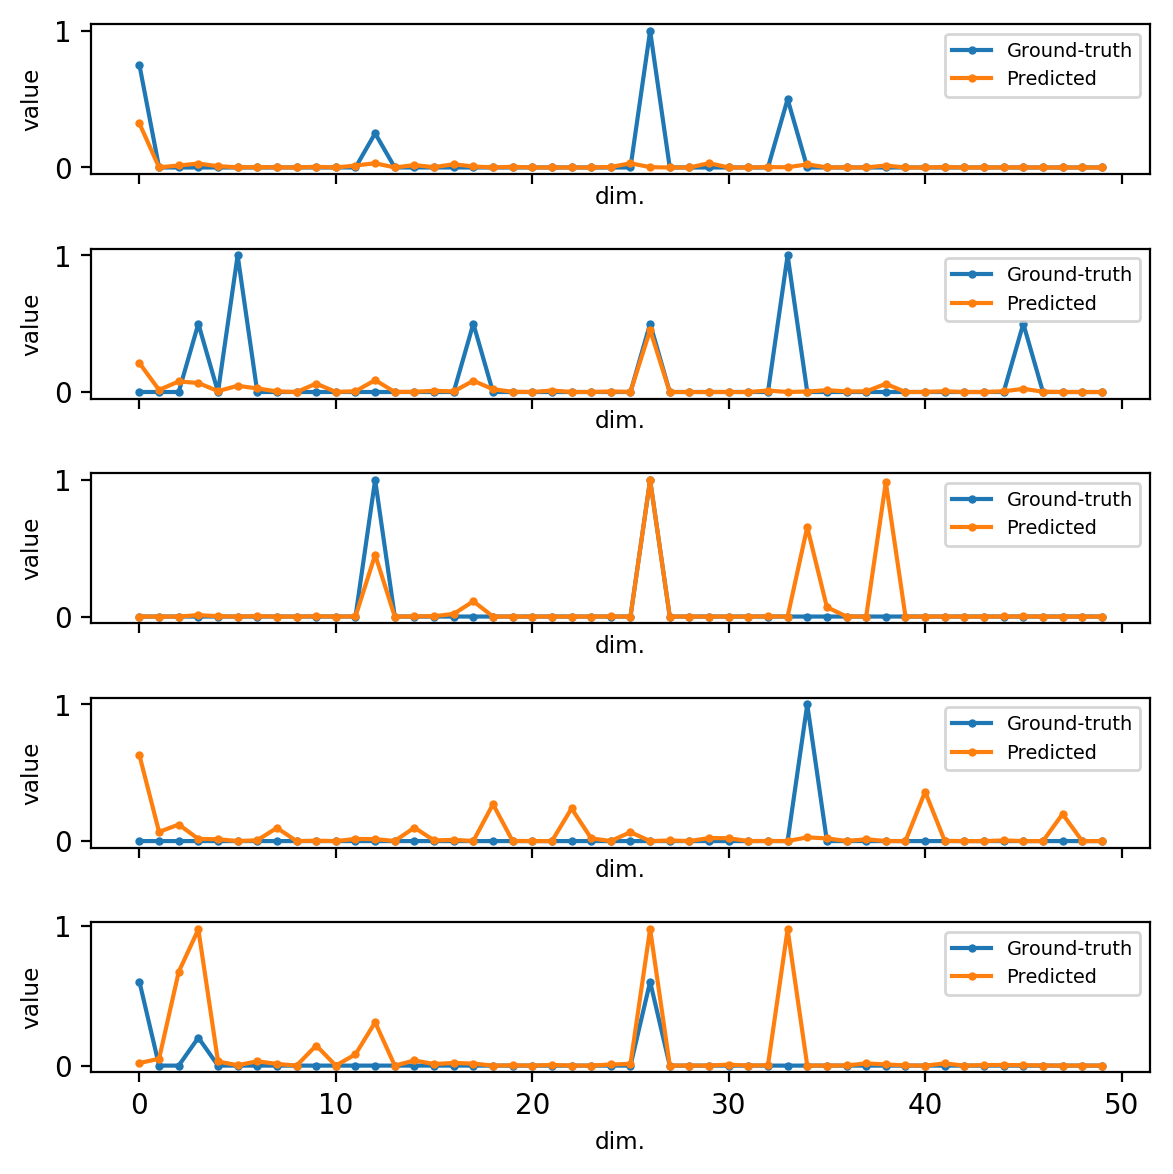 1
Ground-truth
Predicted
value
0
dim.
1
Ground-truth
Predicted
value
0
dim.
1
Ground-truth
Predicted
value
0
dim.
1
Ground-truth
Predicted
value
0
dim.
1
Ground-truth
Predicted
value
0
0 10 20 30 40 50
dim.